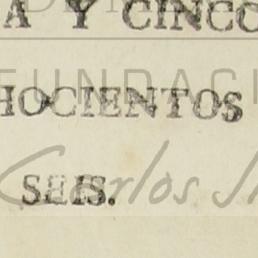 A Y CINCO
FUNDACI
HOCIENTOS
Carlos
SEIS.